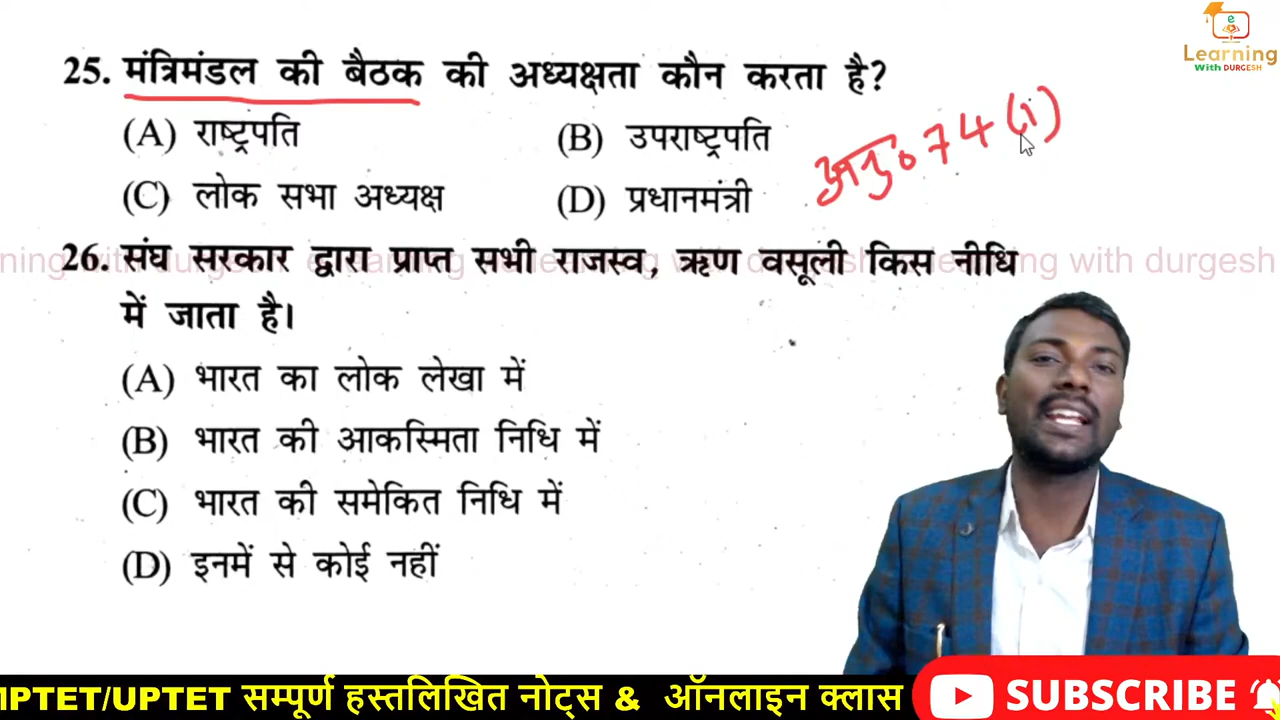 e
Learning
With DURGESH
25. मंत्रिमंडल की बैठक की अध्यक्षता कौन करता है?
(A) राष्ट्रपति (B) उपराष्ट्रपति
अनु० 74 (1)
(C) लोक सभा अध्यक्ष (D) प्रधानमंत्री
26. संघ सरकार द्वारा प्राप्त सभी राजस्व, ऋण वसूली किस नीधि
में जाता है।
(A) भारत का लोक लेखा में
(B) भारत की आकस्मिता निधि में
(C) भारत की समेकित निधि में
(D) इनमें से कोई नहीं
learning with durgesh
MPTET/UPTET सम्पूर्ण हस्तलिखित नोट्स & ऑनलाइन क्लास
SUBSCRIBE